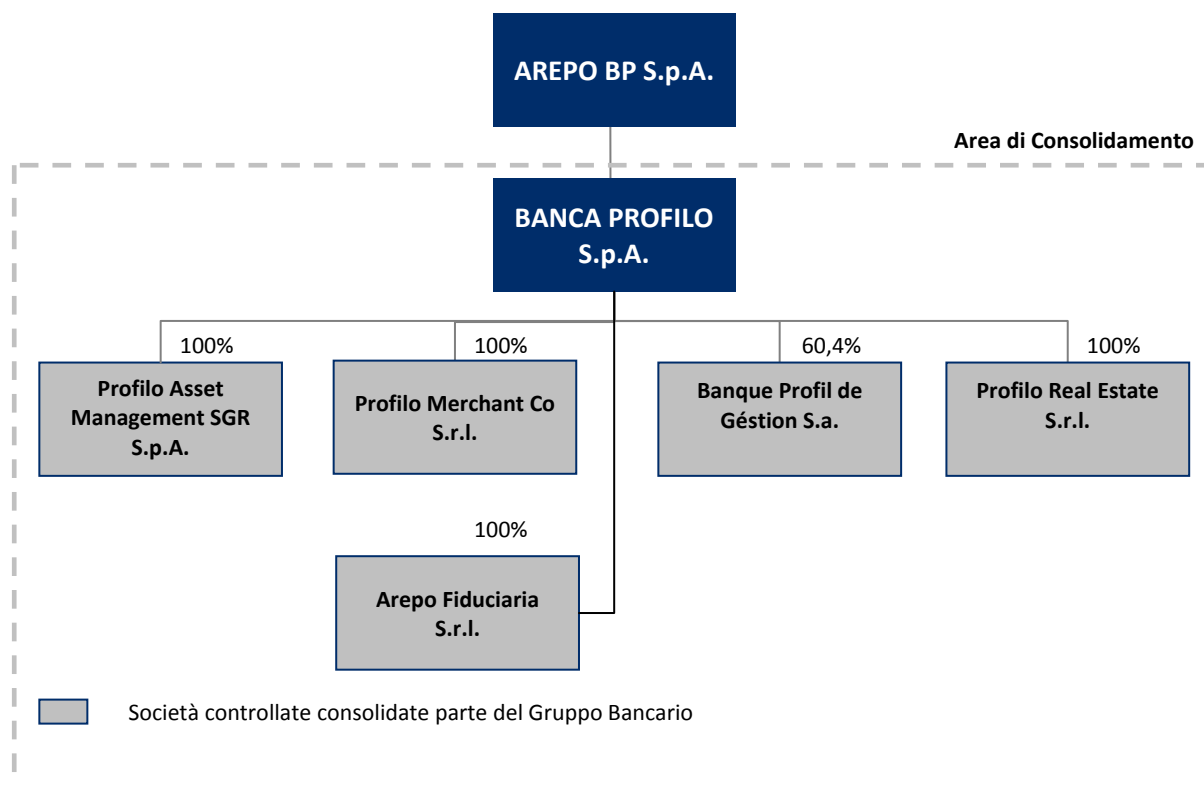 AREPO BP S.p.A.
Area di Consolidamento
BANCA PROFILO
S.p.A.
100%
100%
60,4%
100%
Profilo Asset
Management SGR
S.p.A.
Profilo Merchant Co
S.r.l.
Banque Profil de
Géstion S.a.
Profilo Real Estate
S.r.l.
100%
Arepo Fiduciaria
S.r.l.
Società controllate consolidate parte del Gruppo Bancario